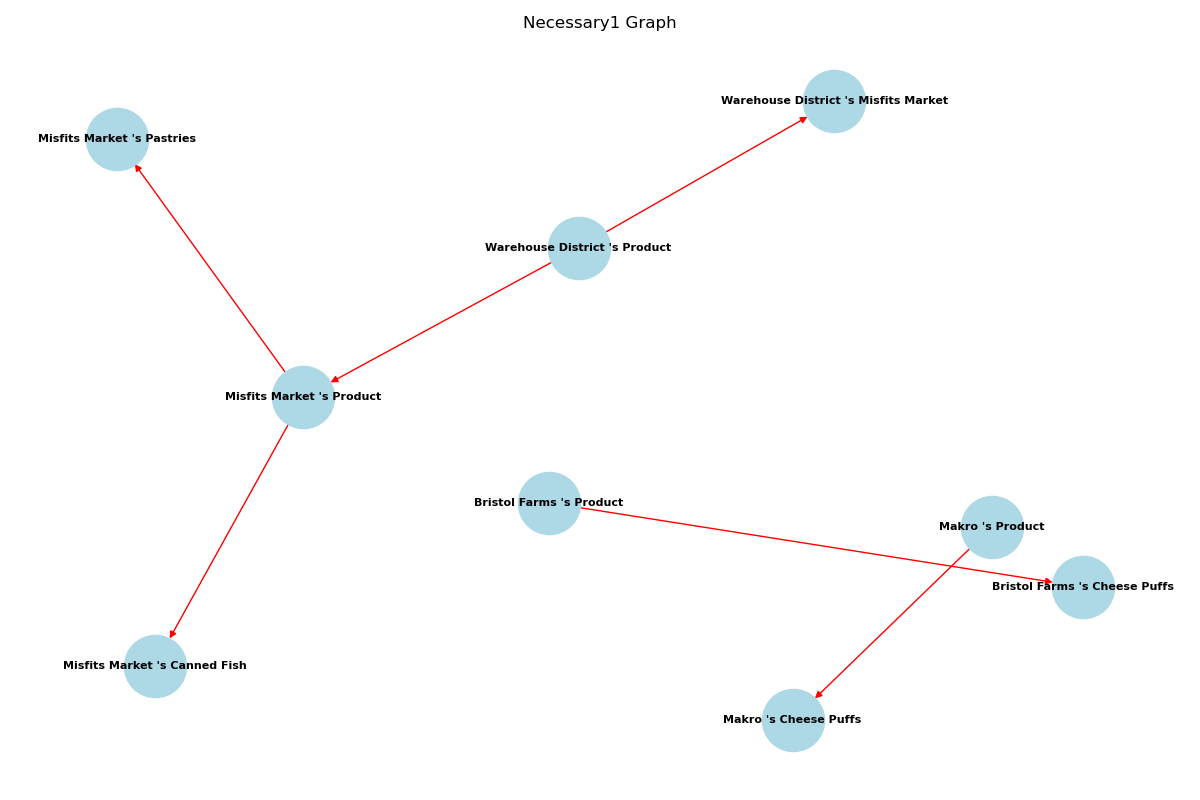 Necessary1 Graph
Warehouse District 's Misfits Market
Misfits Market 's Pastries
Warehouse District 's Product
Misfits Market 's Product
Bristol Farms 's Product
Makro 's Product
Bristol Farms 's Cheese Puffs
Misfits Market 's Canned Fish
Makro 's Cheese Puffs